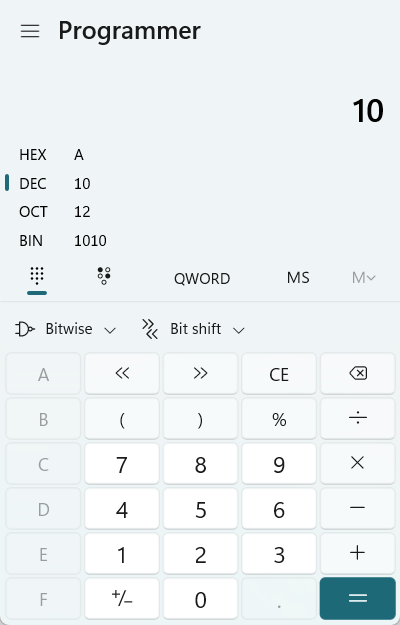 Programmer
10
HEX A
DEC 10
OCT 12
BIN 1010
QWORD MS M
Bitwise Bit shift
A << >> CE
B ( ) % ÷
C 7 8 9 ×
D 4 5 6 −
E 1 2 3 +
F +/− 0 . =